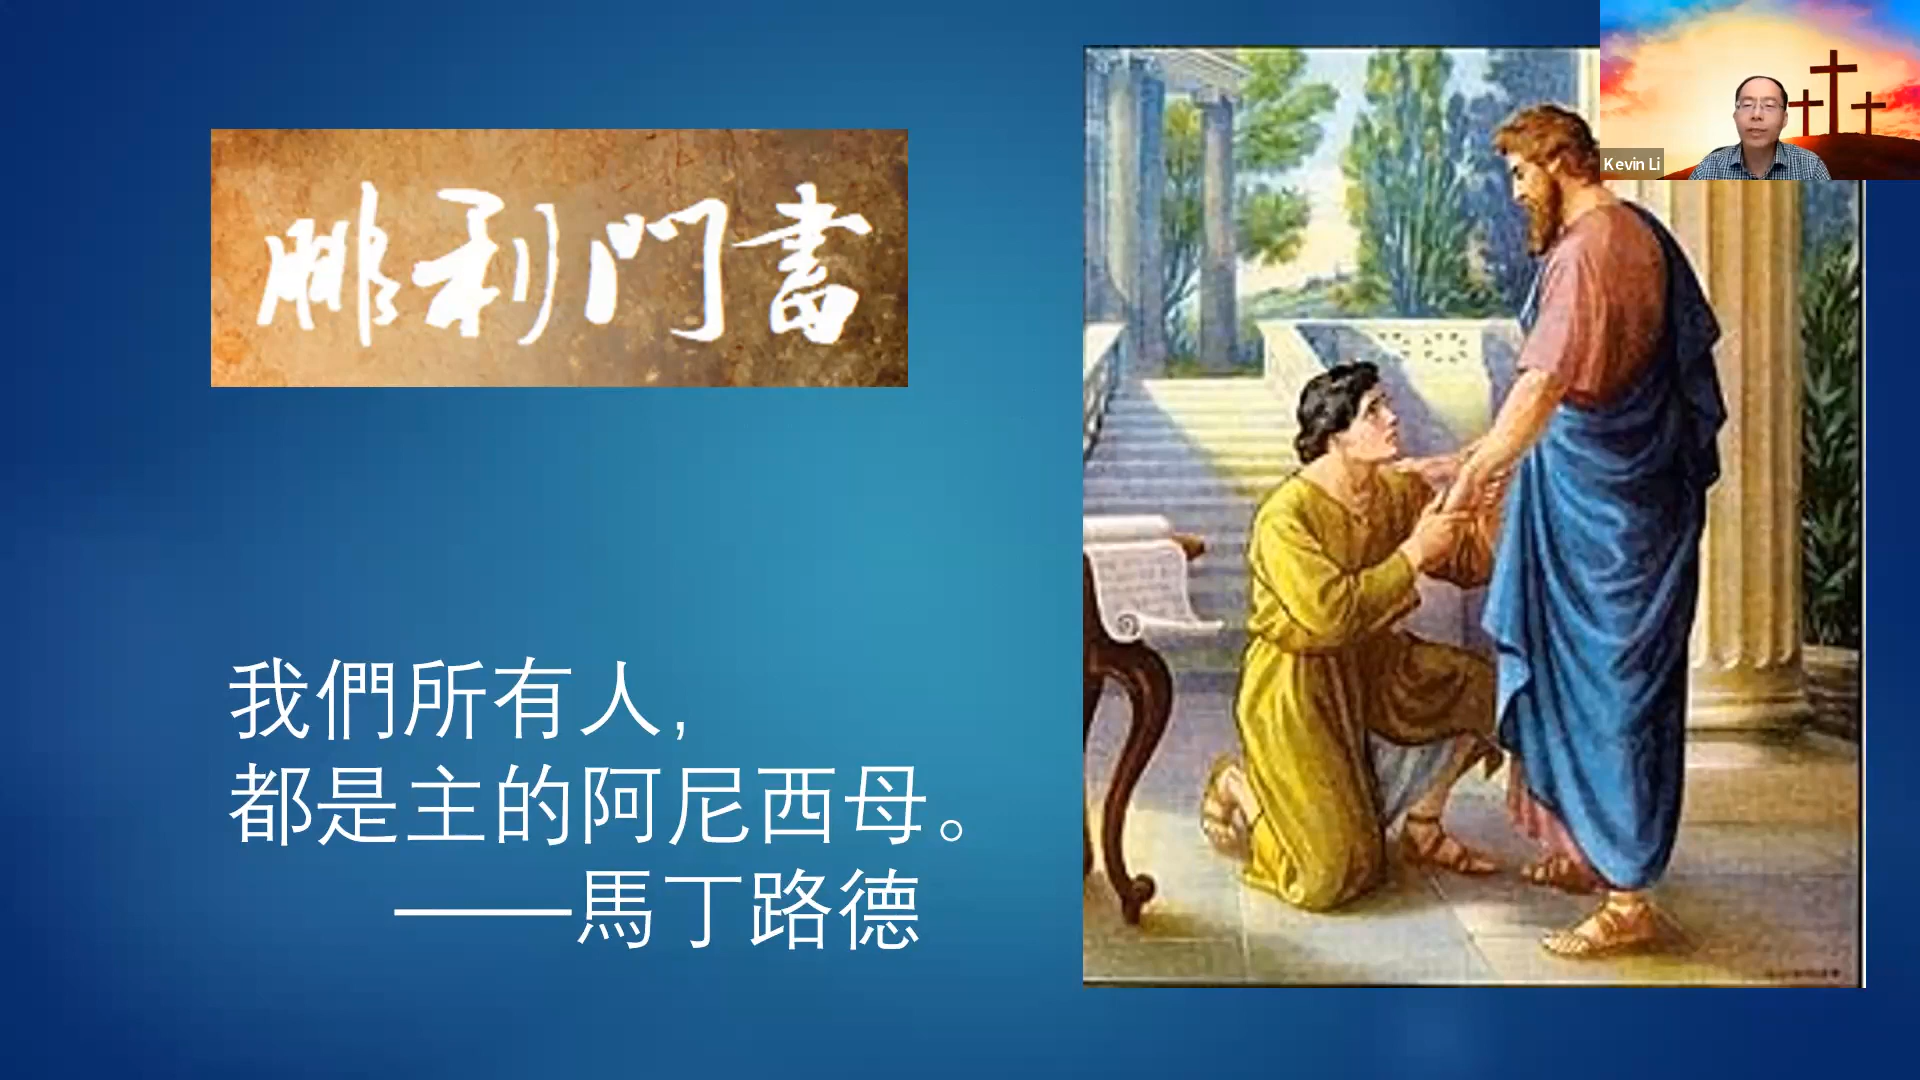 腓利門書
我們所有人,
都是主的阿尼西母。
——馬丁路德
Kevin Li